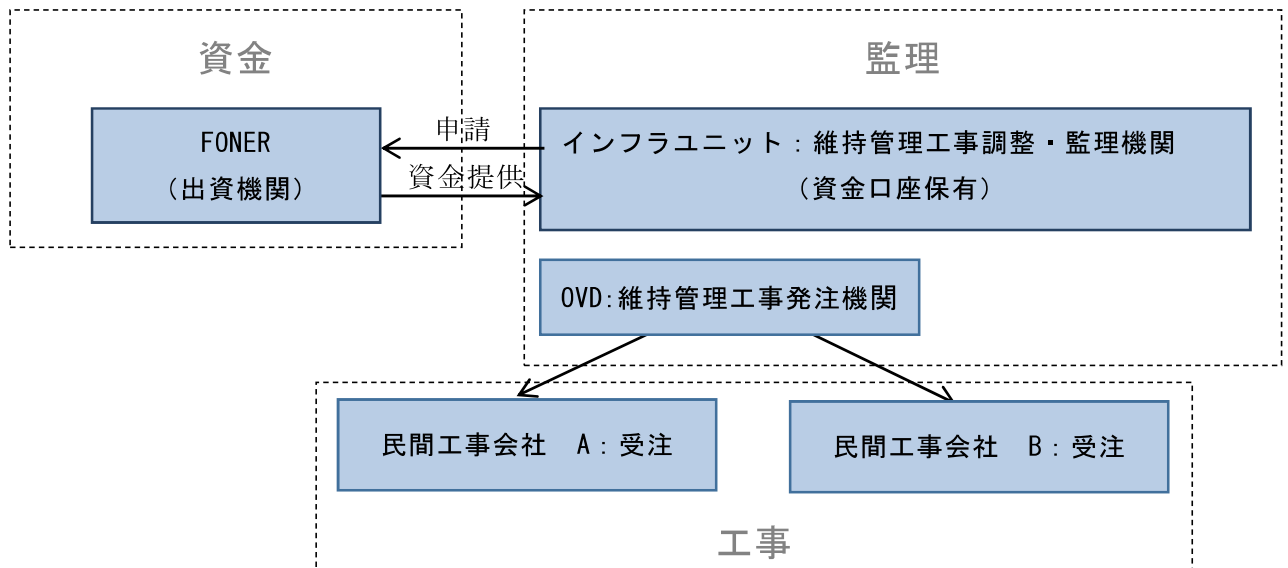 資金
監理
FONER
（出資機関）
申請
資金提供
インフラユニット：維持管理工事調整・監理機関
（資金口座保有）
OVD:維持管理工事発注機関
民間工事会社　A：受注
民間工事会社　B：受注
工事